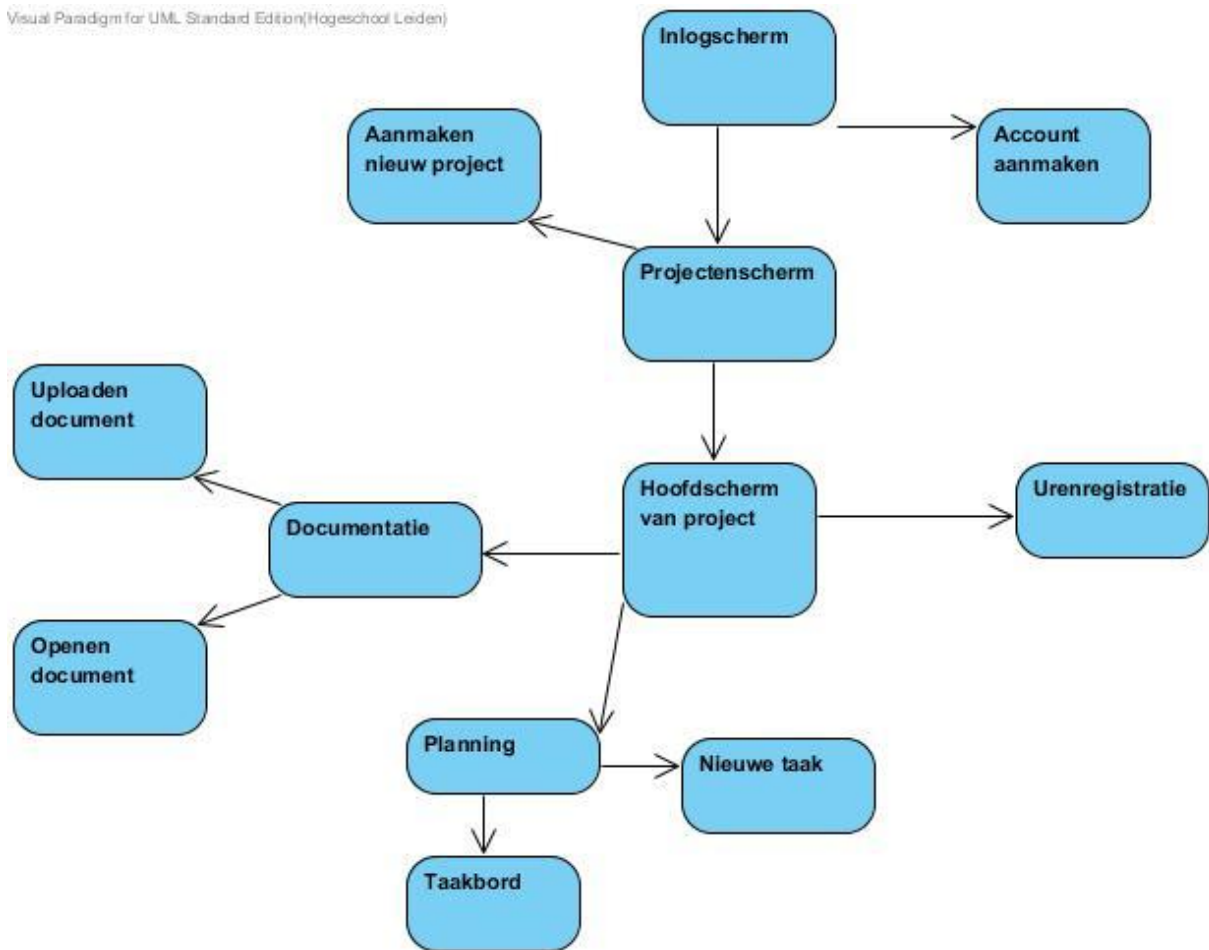 Visual Paradigm for UML Standard Edition(Hogeschool Leiden)
Inlogscherm
Aanmaken
nieuw project
Account
aanmaken
Projectenscherm
Uploaden
document
Hoofdscherm
van project
Urenregistratie
Documentatie
Openen
document
Planning
Nieuwe taak
Taakbord